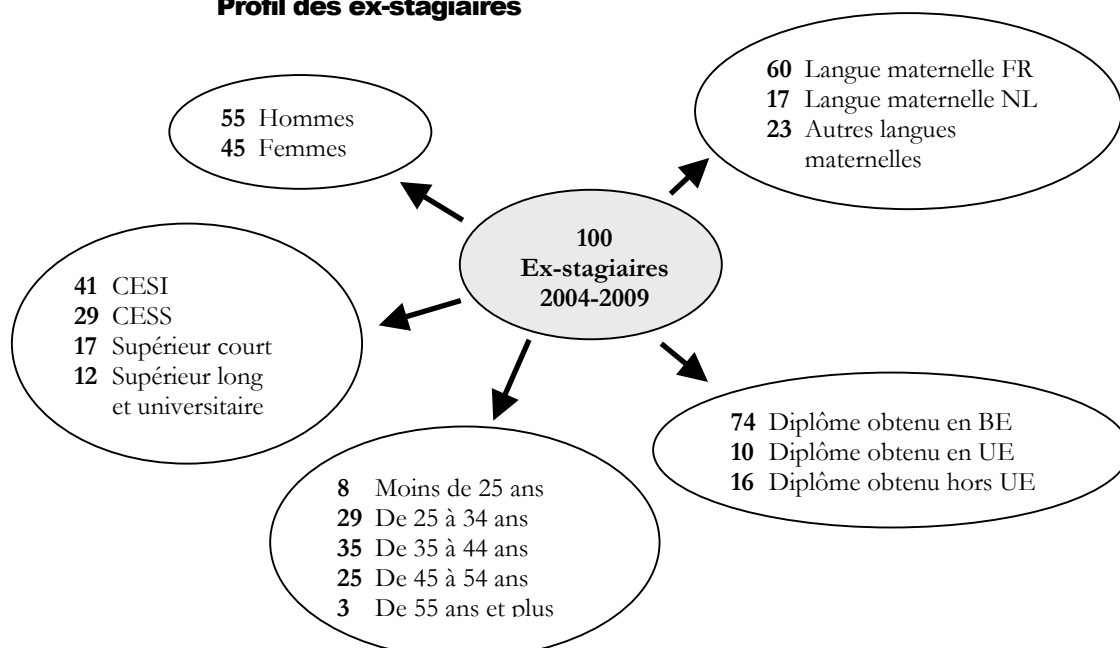 Profil des ex-stagiaires
55 Hommes
45 Femmes
60 Langue maternelle FR
17 Langue maternelle NL
23 Autres langues
maternelles
100
Ex-stagiaires
2004-2009
41 CESI
29 CESS
17 Supérieur court
12 Supérieur long
et universitaire
74 Diplôme obtenu en BE
10 Diplôme obtenu en UE
16 Diplôme obtenu hors UE
8 Moins de 25 ans
29 De 25 à 34 ans
35 De 35 à 44 ans
25 De 45 à 54 ans
3 De 55 ans et plus